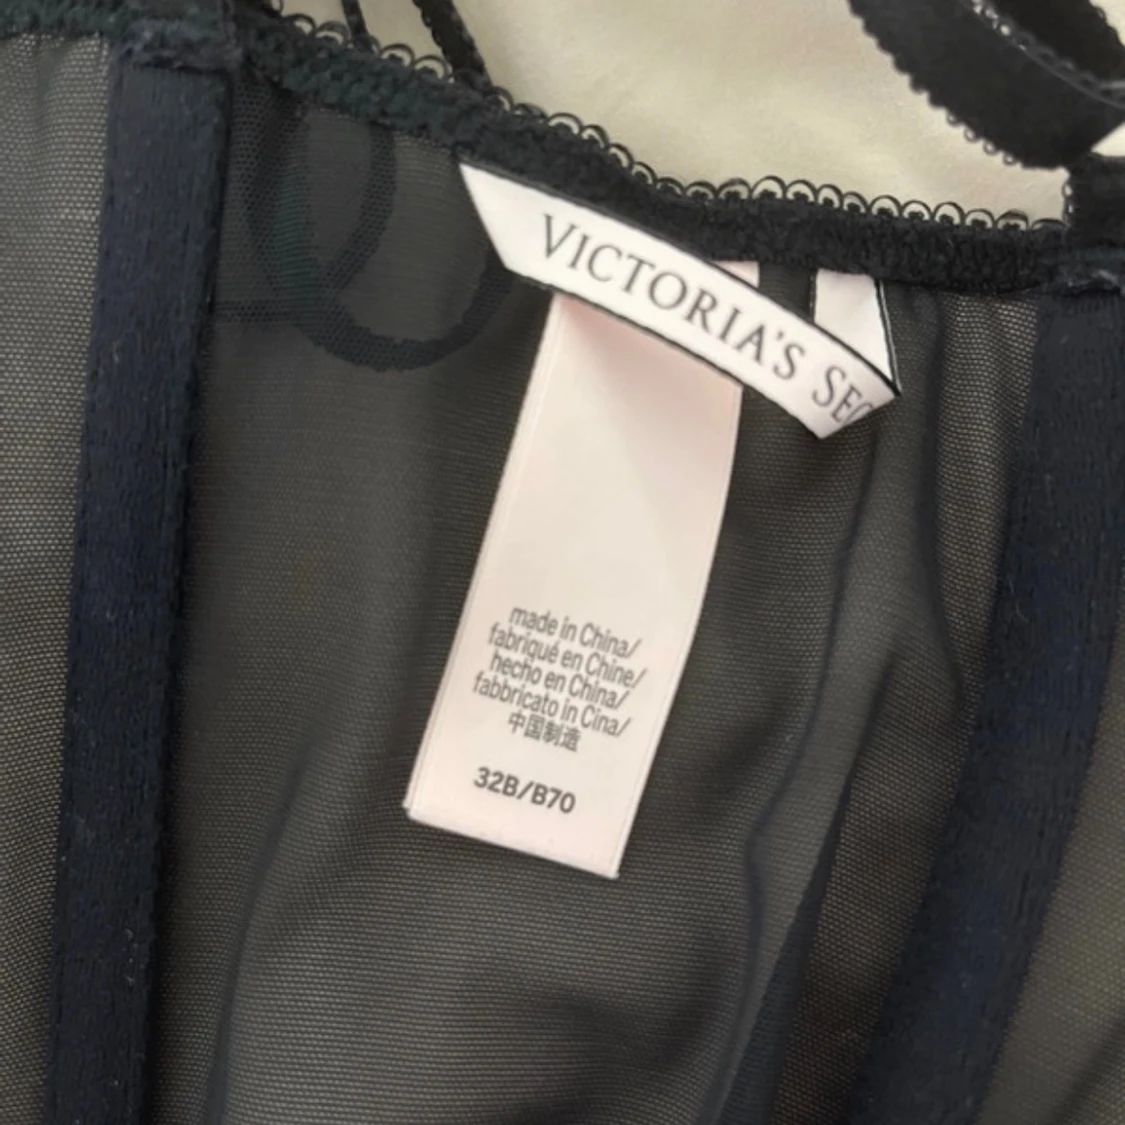 VICTORIA'S SEC
made in China/
fabriqué en Chine/
hecho en China/
fabbricato in Cina/
中国制造
32B/B70